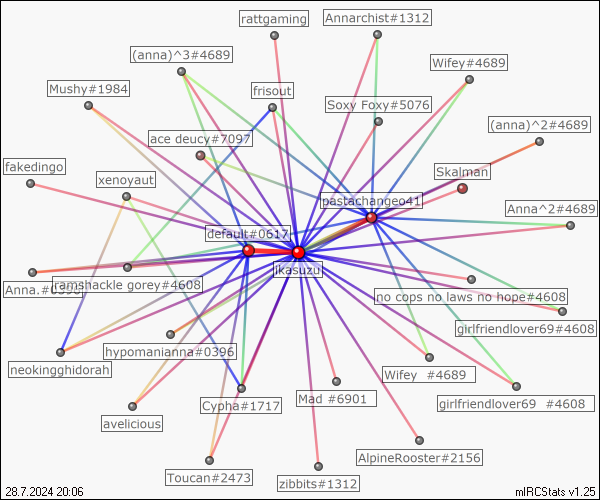 rattgaming
Annarchist#1312
(anna)^3#4689
Wifey#4689
Mushy#1984
frisout
Soxy Foxy#5076
(anna)^2#4689
ace deucy#7097
fakedingo
xenoyaut
Skalman
pastachangeo41
Anna^2#4689
default#0617
ikasuzu
Anna.#0396
ramshackle gorey#4608
no cops no laws no hope#4608
girlfriendlover69#4608
hypomanianna#0396
neokingghidorah
Wifey  #4689
Cypha#1717
Mad #6901
girlfriendlover69  #4608
avelicious
AlpineRooster#2156
Toucan#2473
zibbits#1312
28.7.2024 20:06
mIRCStats v1.25